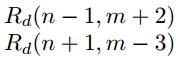 R_d(n − 1, m + 2)
R_d(n + 1, m − 3)